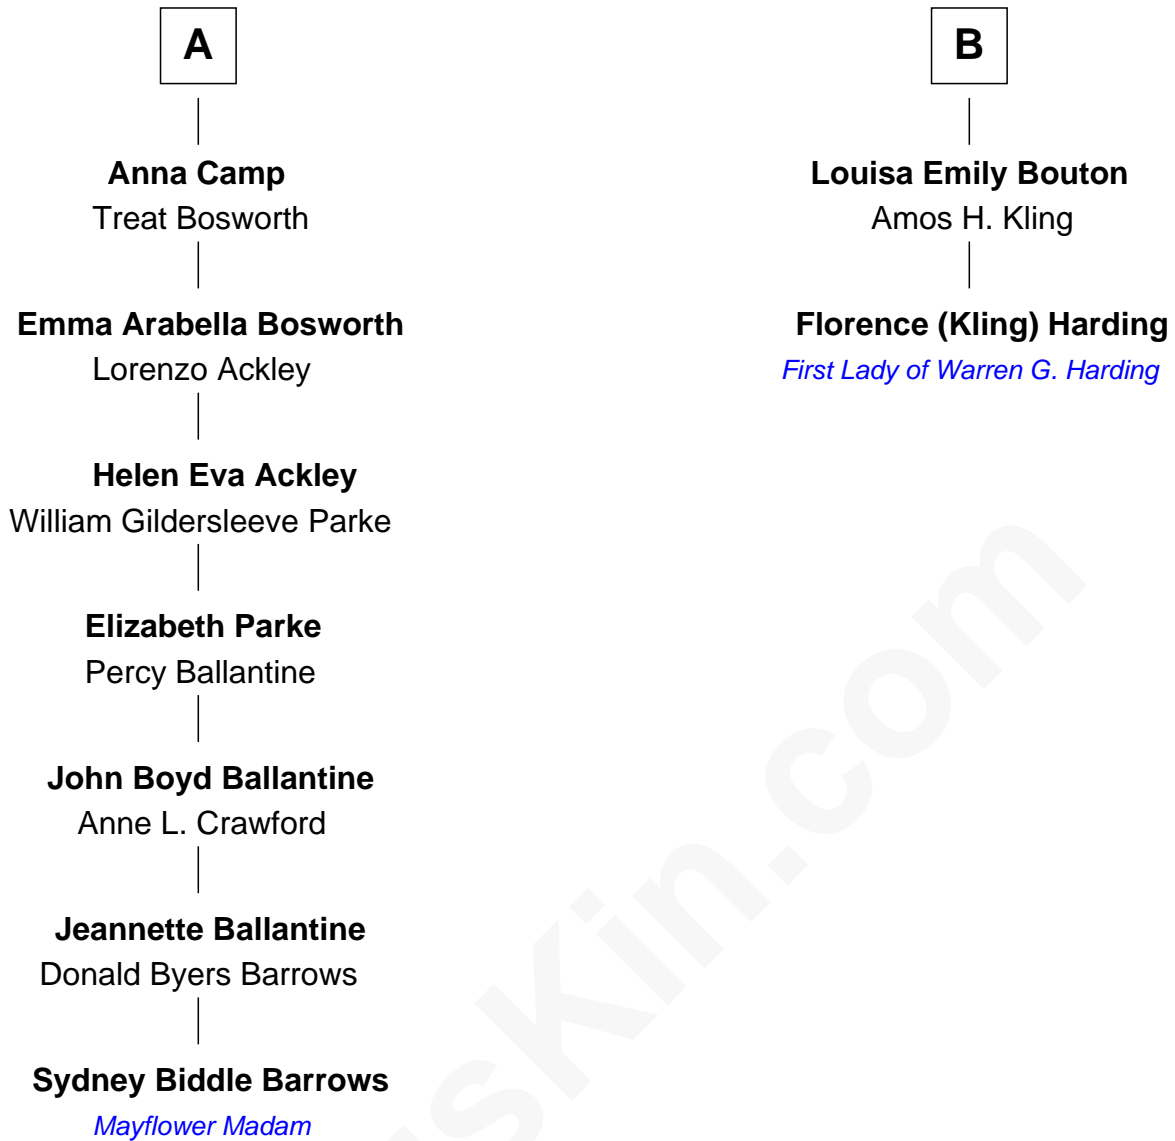 A
Anna Camp
Treat Bosworth
Emma Arabella Bosworth
Lorenzo Ackley
Helen Eva Ackley
William Gildersleeve Parke
Elizabeth Parke
Percy Ballantine
John Boyd Ballantine
Anne L. Crawford
Jeannette Ballantine
Donald Byers Barrows
Sydney Biddle Barrows
Mayflower Madam
B
Louisa Emily Bouton
Amos H. Kling
Florence (Kling) Harding
First Lady of Warren G. Harding